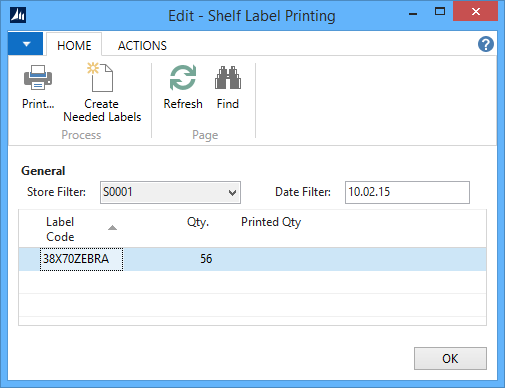 Edit - Shelf Label Printing
HOME ACTIONS
Print... Create Needed Labels Refresh Find
Process Page
General
Store Filter: S0001 Date Filter: 10.02.15
Label Code Qty. Printed Qty
38X70ZEBRA 56
OK